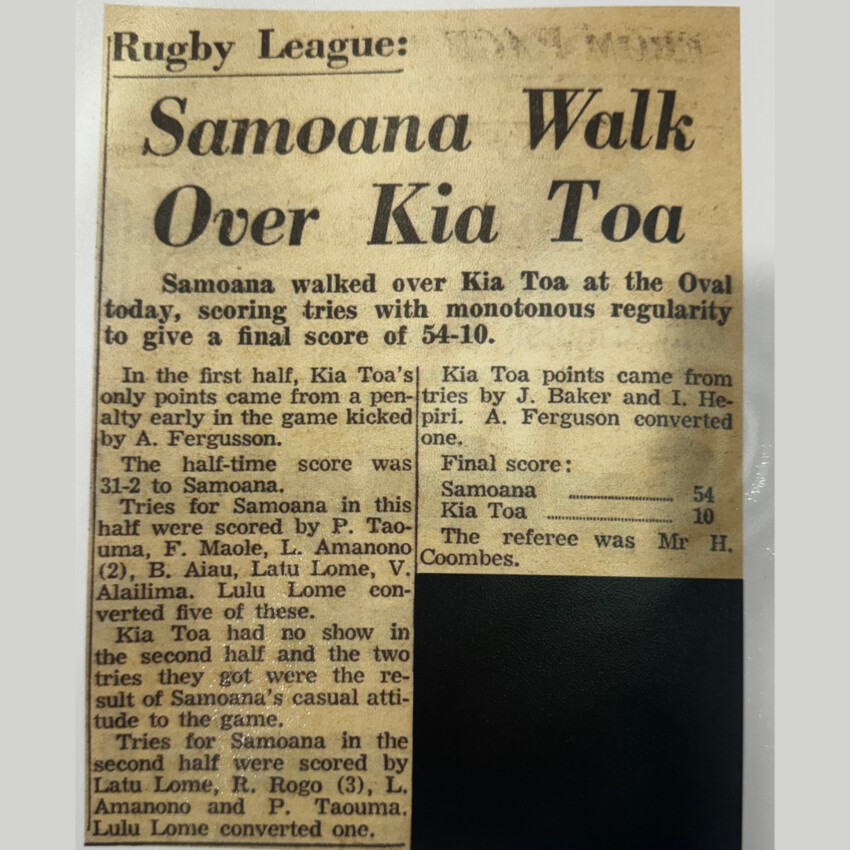 Rugby League:
Samoana Walk
Over Kia Toa
Samoana walked over Kia Toa at the Oval
today, scoring tries with monotonous regularity
to give a final score of 54-10.
In the first half, Kia Toa's
only points came from a pen-
alty early in the game kicked
by A. Fergusson.
The half-time score was
31-2 to Samoana.
Tries for Samoana in this
half were scored by P. Tao-
uma, F. Maole, L. Amanono
(2), B. Aiau, Latu Lome, V.
Alailima. Lulu Lome con-
verted five of these.
Kia Toa had no show in
the second half and the two
tries they got were the re-
sult of Samoana's casual atti-
tude to the game.
Tries for Samoana in the
second half were scored by
Latu Lome, R. Rogo (3), L.
Amanono and P. Taouma.
Lulu Lome converted one.
Kia Toa points came from
tries by J. Baker and I. He-
piri. A. Ferguson converted
one.
Final score:
Samoana ........................ 54
Kia Toa ............................ 10
The referee was Mr H.
Coombes.